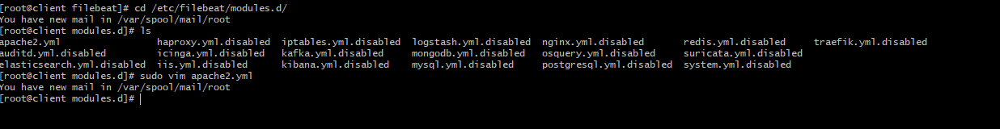 [root@client filebeat]# cd /etc/filebeat/modules.d/
You have new mail in /var/spool/mail/root
[root@client modules.d]# ls
apache2.yml haproxy.yml.disabled iptables.yml.disabled logstash.yml.disabled nginx.yml.disabled redis.yml.disabled traefik.yml.disabled
auditd.yml.disabled icinga.yml.disabled kafka.yml.disabled mongodb.yml.disabled osquery.yml.disabled suricata.yml.disabled
elasticsearch.yml.disabled iis.yml.disabled kibana.yml.disabled mysql.yml.disabled postgresql.yml.disabled system.yml.disabled
[root@client modules.d]# sudo vim apache2.yml
You have new mail in /var/spool/mail/root
[root@client modules.d]#